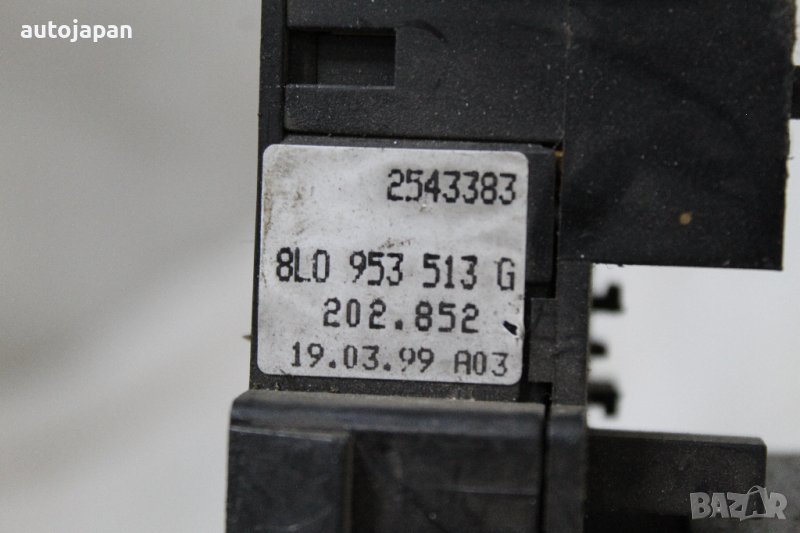 autojapan
2543383
8L0 953 513 G
202.852
19.03.99 A03
BAZAR